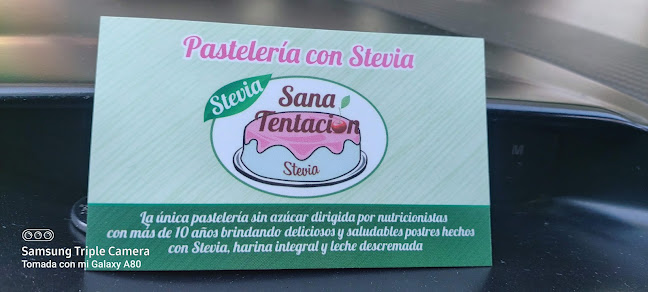 Pastelería con Stevia
Stevia
Sana
Tentación
Stevia
La única pastelería sin azúcar dirigida por nutricionistas
con más de 10 años brindando deliciosos y saludables postres hechos
con Stevia, harina integral y leche descremada
M
Samsung Triple Camera
Tomada con mi Galaxy A80